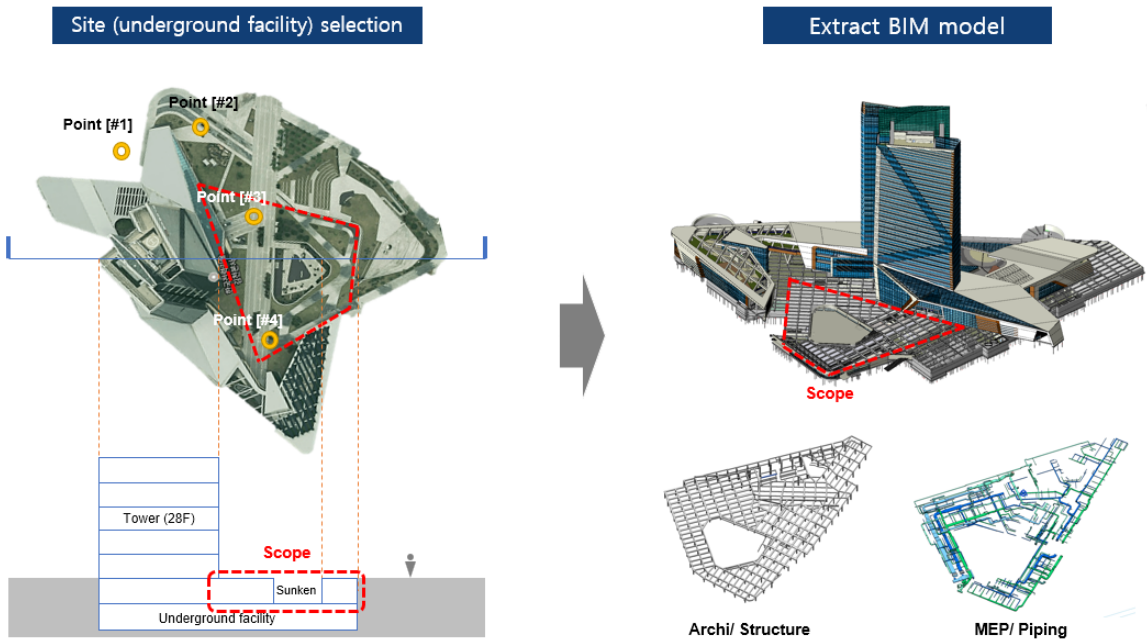 Site (underground facility) selection
Extract BIM model
Point [#2]
Point [#1]
Point [#3]
Point [#4]
Scope
Tower (28F)
Scope
Sunken
Underground facility
Archi/ Structure
MEP/ Piping